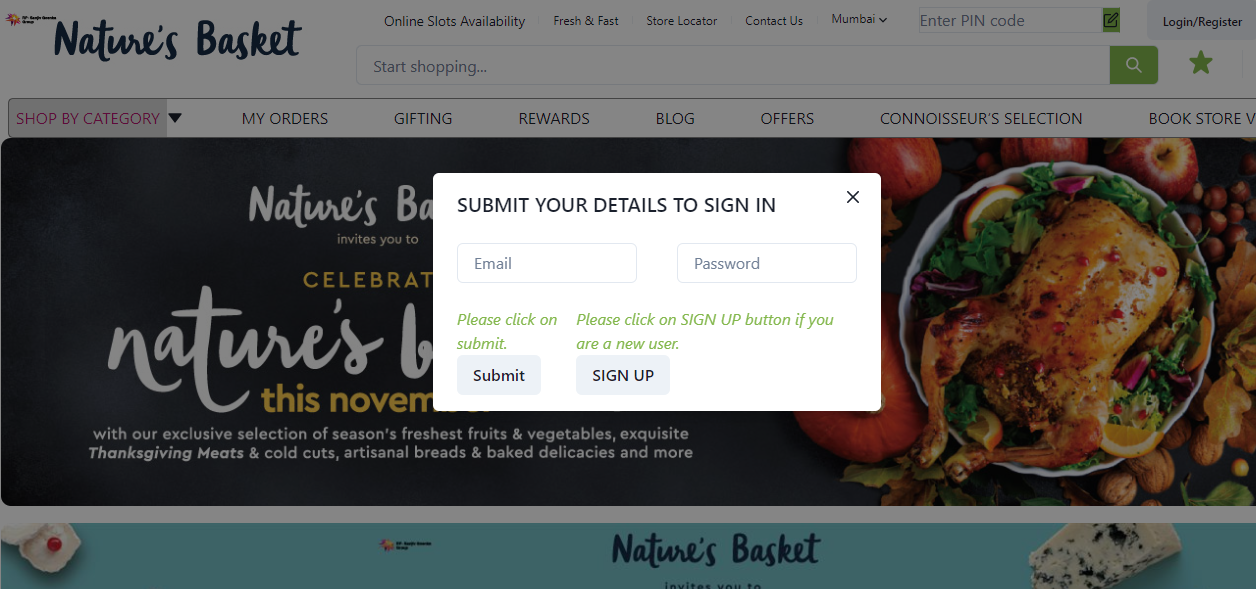 Nature's Basket
Online Slots Availability
Fresh & Fast
Store Locator
Contact Us
Mumbai
Enter PIN code
Login/Register
Start shopping...
SHOP BY CATEGORY
MY ORDERS
GIFTING
REWARDS
BLOG
OFFERS
CONNOISSEUR'S SELECTION
BOOK STORE V
Nature's Ba
invites you to
CELEBRAT
nature's b
this novem
with our exclusive selection of season's freshest fruits & vegetables, exquisite
Thanksgiving Meats & cold cuts, artisanal breads & baked delicacies and more
SUBMIT YOUR DETAILS TO SIGN IN
Email
Password
Please click on
submit.
Submit
Please click on SIGN UP button if you
are a new user.
SIGN UP
Nature's Basket
invites you to